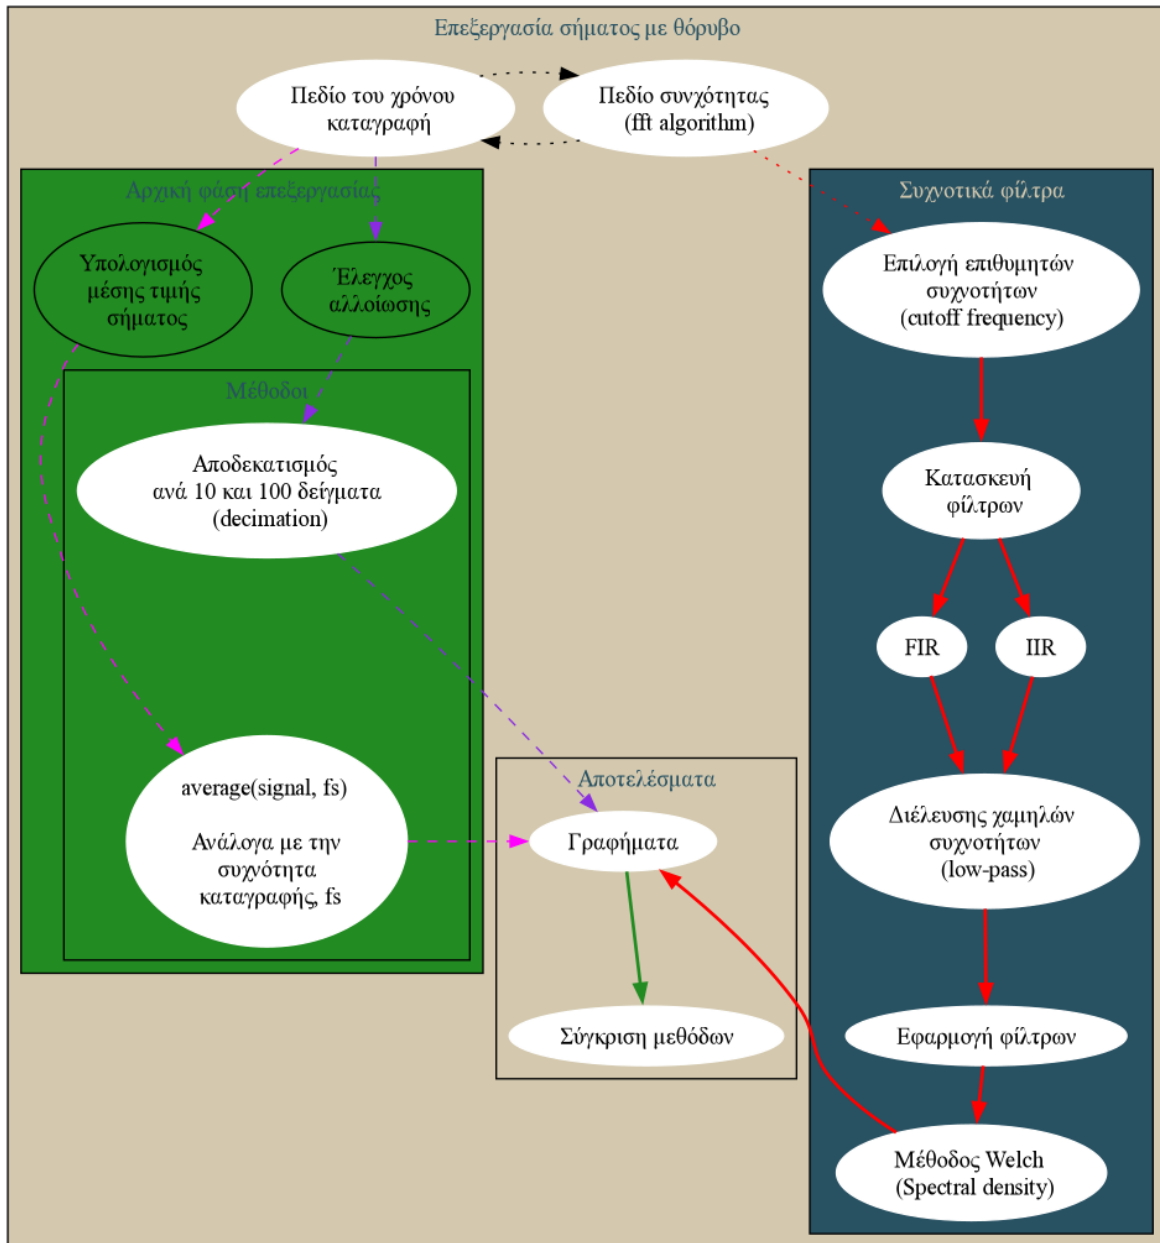 Επεξεργασία σήματος με θόρυβο
Πεδίο του χρόνου
καταγραφή
Πεδίο συνχότητας
(fft algorithm)
Αρχική φάση επεξεργασίας
Υπολογισμός
μέσης τιμής
σήματος
Έλεγχος
αλλοίωσης
Μέθοδοι
Αποδεκατισμός
ανά 10 και 100 δείγματα
(decimation)
average(signal, fs)
Ανάλογα με την
συχνότητα
καταγραφής, fs
Αποτελέσματα
Γραφήματα
Σύγκριση μεθόδων
Συχνοτικά φίλτρα
Επιλογή επιθυμητών
συχνοτήτων
(cutoff frequency)
Κατασκευή
φίλτρων
FIR
IIR
Διέλευσης χαμηλών
συχνοτήτων
(low-pass)
Εφαρμογή φίλτρων
Μέθοδος Welch
(Spectral density)